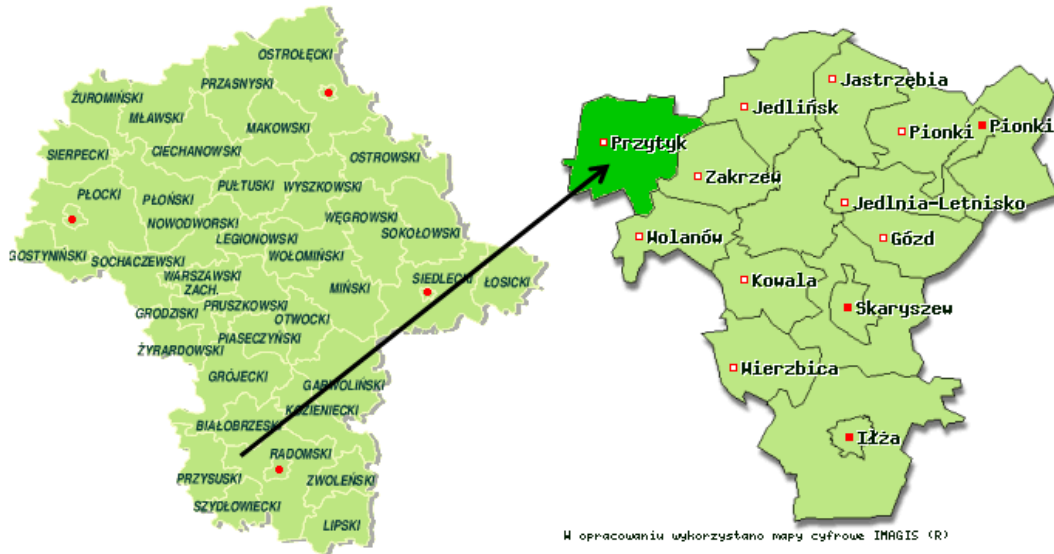 OSTROŁĘCKI
PRZASNYSKI
ŻUROMIŃSKI
MŁAWSKI
MAKOWSKI
CIECHANOWSKI
SIERPECKI
OSTROWSKI
PŁOCKI
PŁOŃSKI
PUŁTUSKI
WYSZKOWSKI
NOWODWORSKI
WĘGROWSKI
SOKOŁOWSKI
LEGIONOWSKI
GOSTYNIŃSKI
SOCHACZEWSKI
WOŁOMIŃSKI
WARSZAWSKI
ZACH.
MIŃSKI
SIEDLECKI
ŁOSICKI
GRODZISKI
PRUSZKOWSKI
OTWOCKI
PIASECZYŃSKI
ŻYRARDOWSKI
GRÓJECKI
GARWOLIŃSKI
KOZIENICKI
BIAŁOBRZESKI
RADOMSKI
PRZYSUSKI
ZWOLEŃSKI
SZYDŁOWIECKI
LIPSKI
Jastrzębia
Jedlińsk
Pionki
Pionki
Przytyk
Zakrzew
Jedlnia-Letnisko
Wolanów
Gózd
Kowala
Skaryszew
Wierzbica
Iłża
W opracowaniu wykorzystano mapy cyfrowe IMAGIS (R)